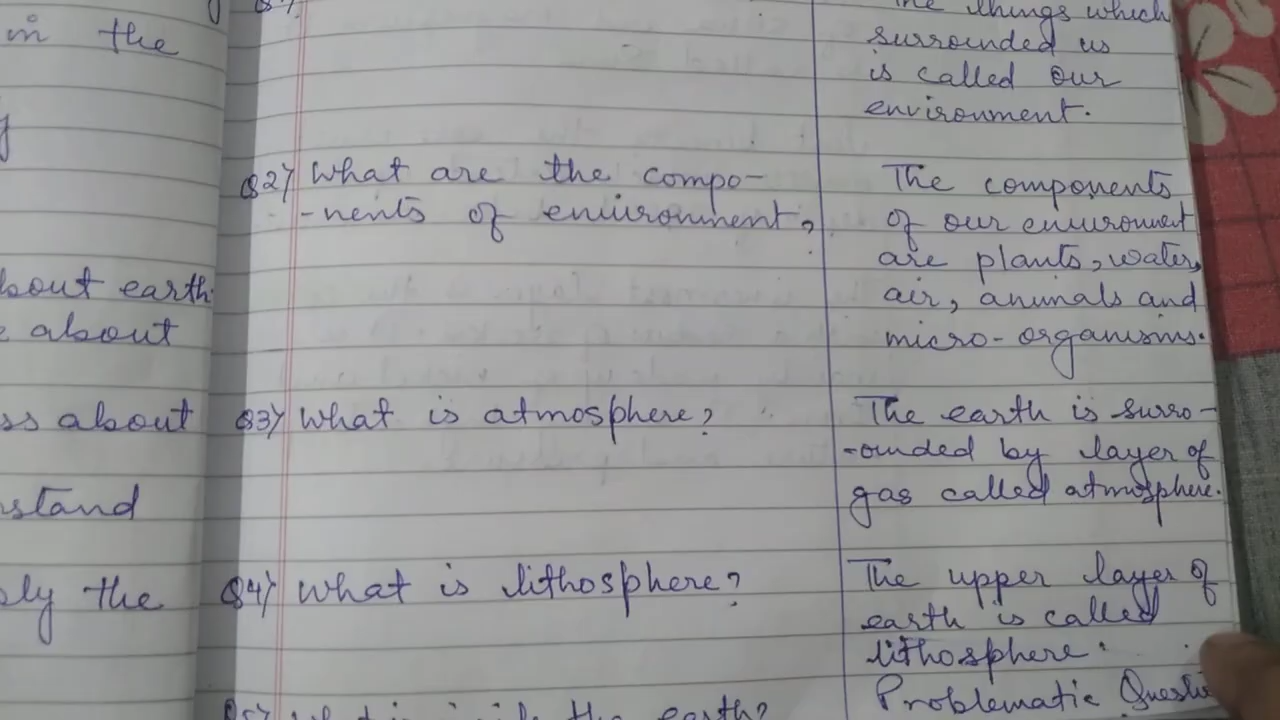 in the
bout earth
about
ss about
stand
ly the
the things which
surrounded us
is called our
environment.
Q2) What are the compo-
-nents of environment?
The components
of our environment
are plants, water,
air, animals and
micro-organisms.
Q3) What is atmosphere?
The earth is surro-
-ounded by layer of
gas called atmosphere.
Q4) What is lithosphere?
The upper layer of
earth is called
lithosphere.
the earth?
Problematic